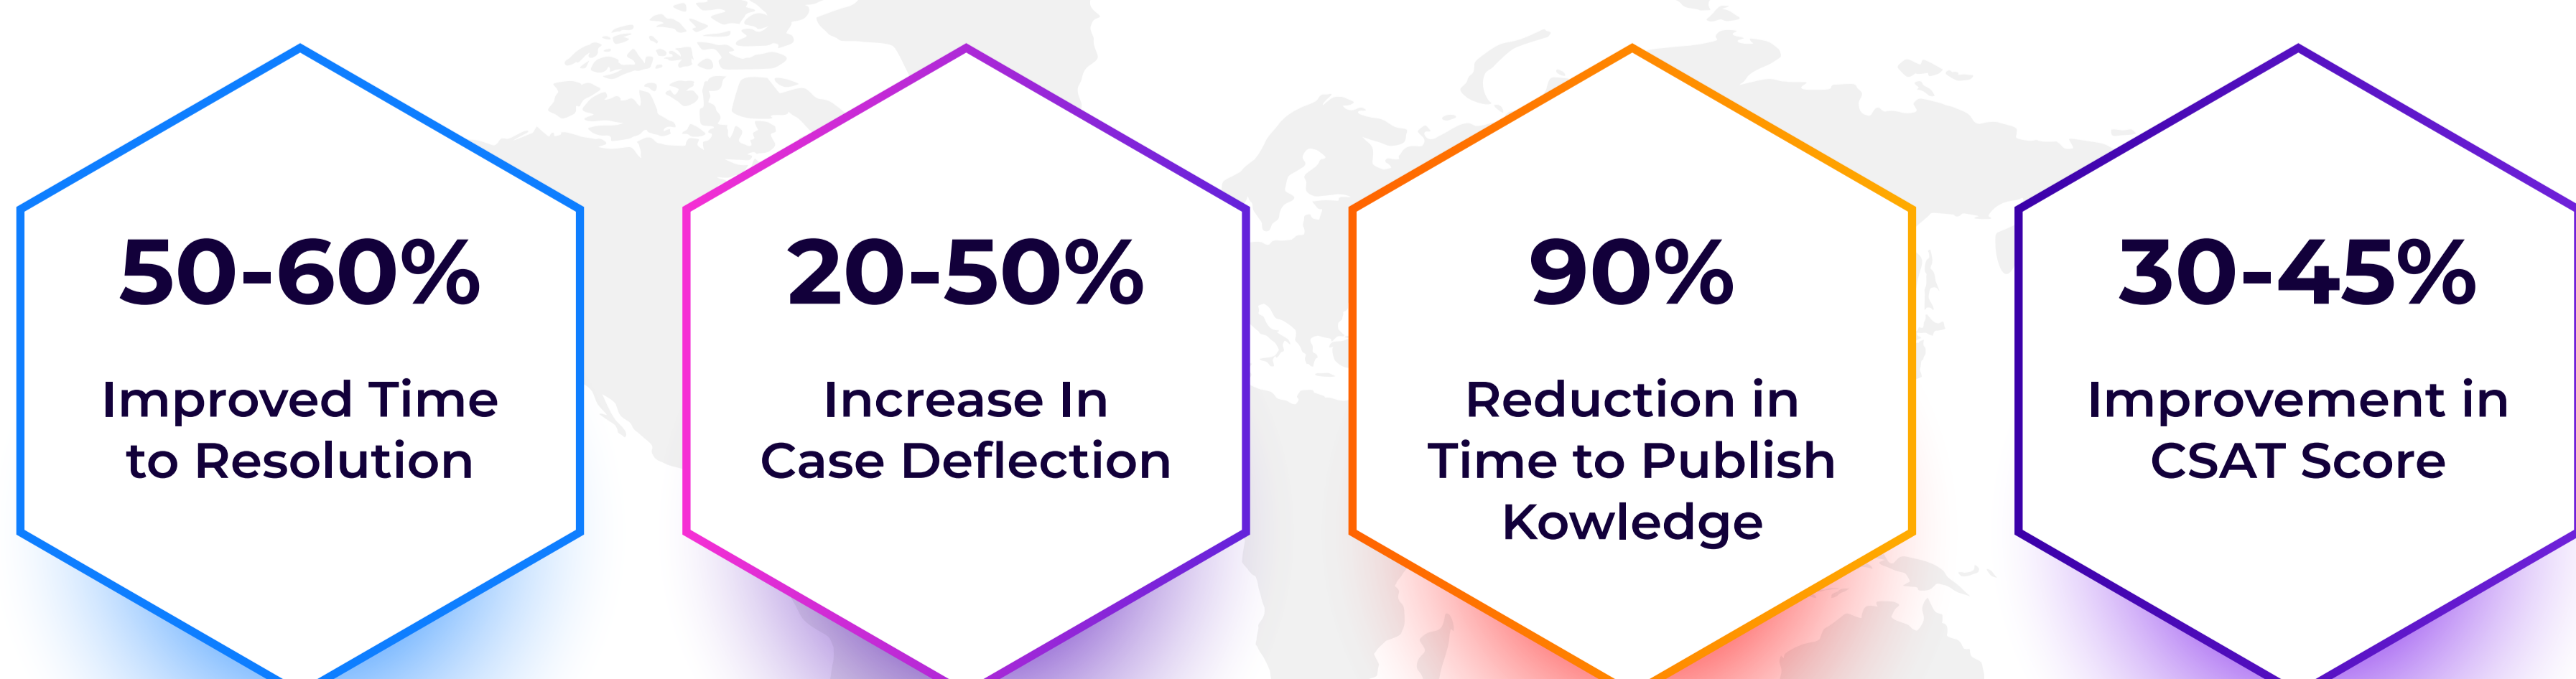 50-60%
Improved Time
to Resolution
20-50%
Increase In
Case Deflection
90%
Reduction in
Time to Publish
Kowledge
30-45%
Improvement in
CSAT Score